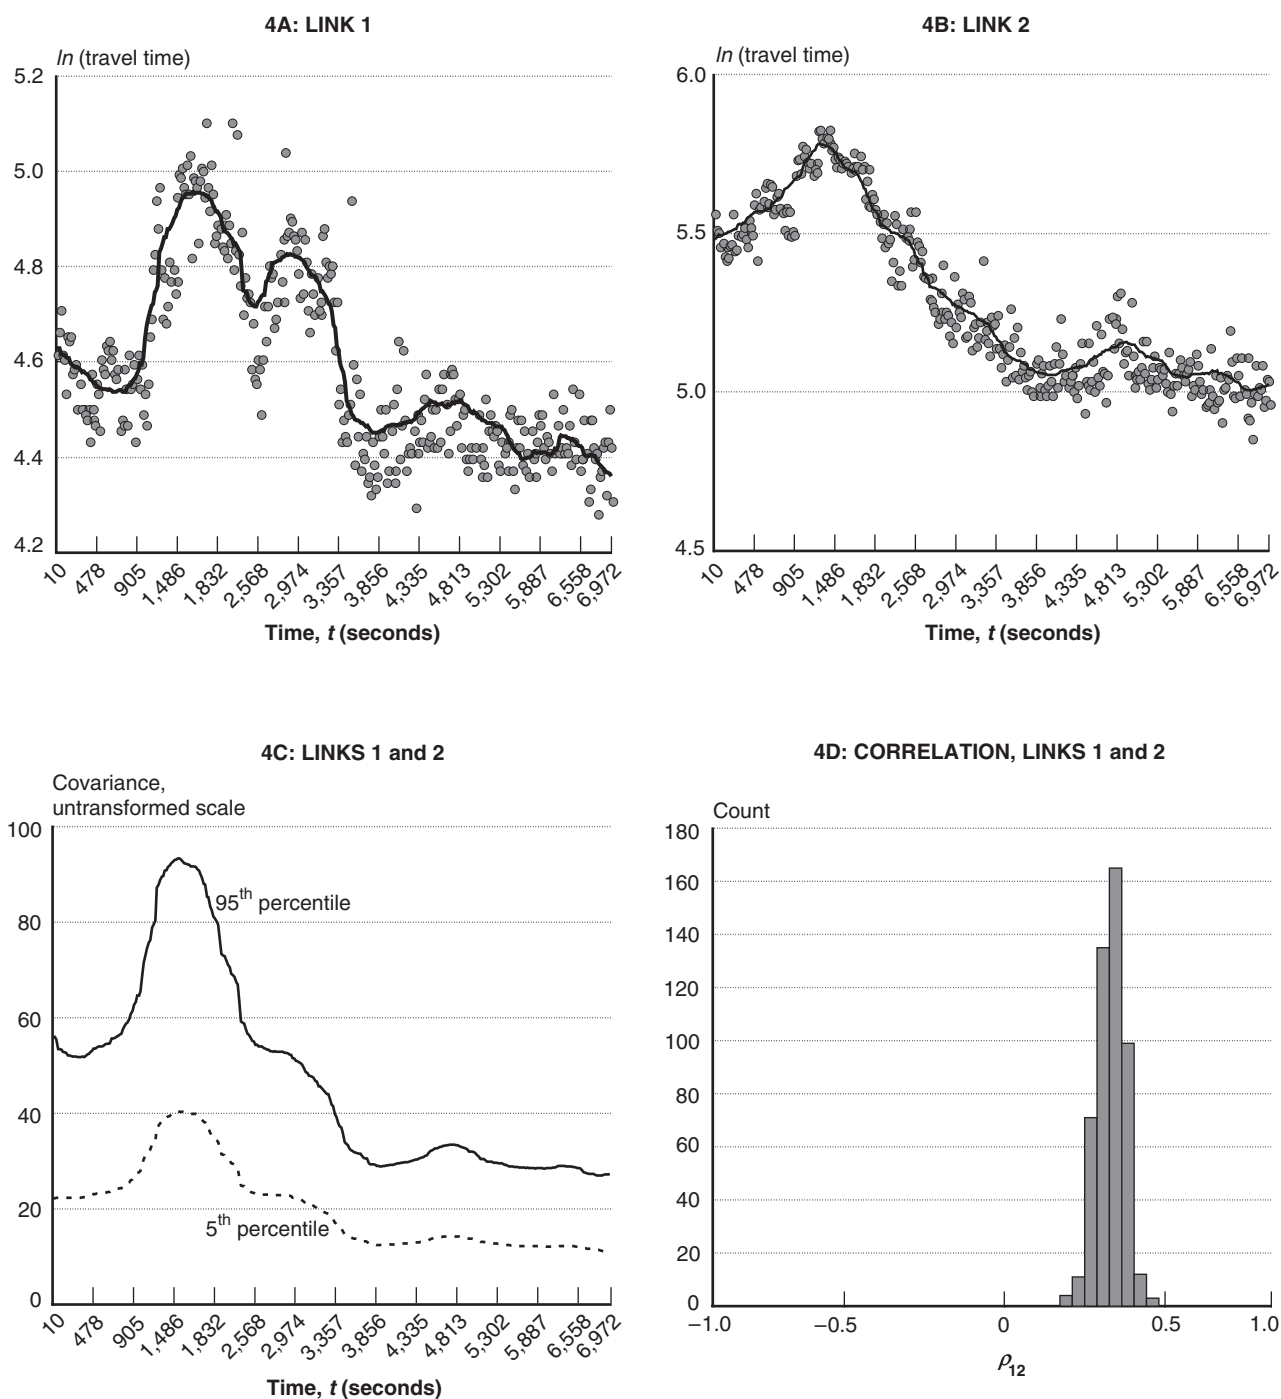 4A: LINK 1
ln (travel time)
5.2
5.0
4.8
4.6
4.4
4.2
10 478 905 1,486 1,832 2,568 2,974 3,357 3,856 4,335 4,813 5,302 5,887 6,558 6,972
Time, t (seconds)
4B: LINK 2
ln (travel time)
6.0
5.5
5.0
4.5
10 478 905 1,486 1,832 2,568 2,974 3,357 3,856 4,335 4,813 5,302 5,887 6,558 6,972
Time, t (seconds)
4C: LINKS 1 and 2
Covariance,
untransformed scale
100
80
60
40
20
0
95th percentile
5th percentile
10 478 905 1,486 1,832 2,568 2,974 3,357 3,856 4,335 4,813 5,302 5,887 6,558 6,972
Time, t (seconds)
4D: CORRELATION, LINKS 1 and 2
Count
180
160
140
120
100
80
60
40
20
0
−1.0 −0.5 0 0.5 1.0
ρ12